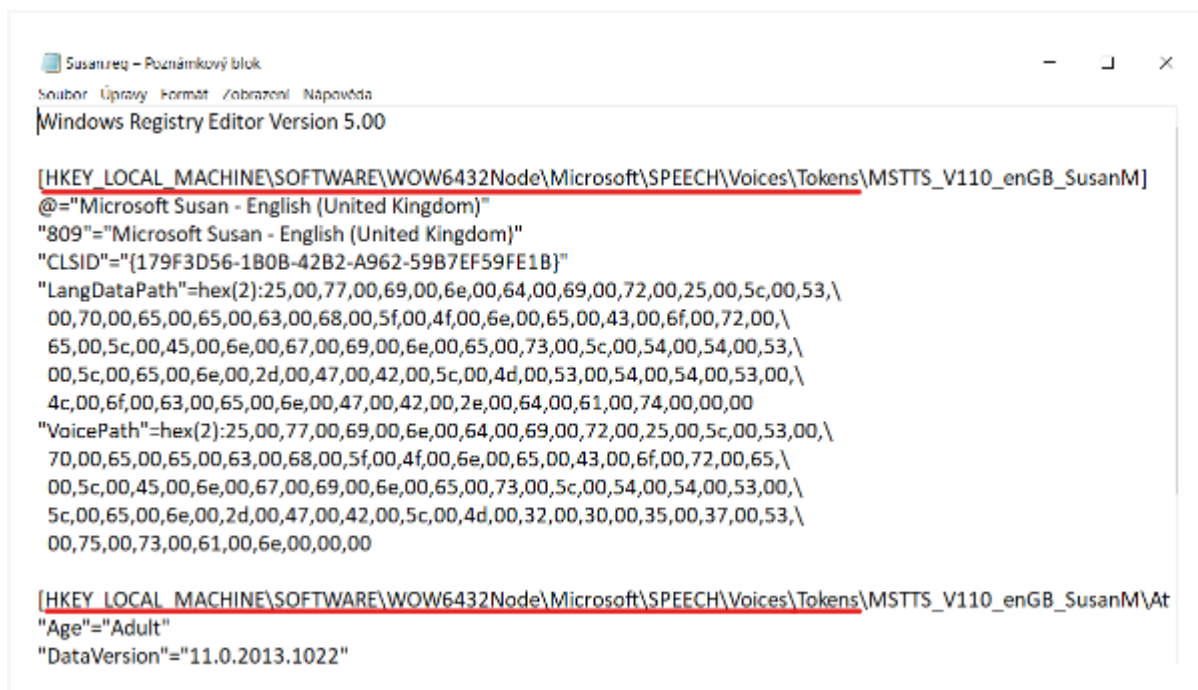 Susan.reg – Poznámkový blok
Soubor Úpravy Formát Zobrazení Nápověda
Windows Registry Editor Version 5.00
[HKEY_LOCAL_MACHINE\SOFTWARE\WOW6432Node\Microsoft\SPEECH\Voices\Tokens\MSTTS_V110_enGB_SusanM]
@="Microsoft Susan - English (United Kingdom)"
"809"="Microsoft Susan - English (United Kingdom)"
"CLSID"="{179F3D56-1B0B-42B2-A962-59B7EF59FE1B}"
"LangDataPath"=hex(2):25,00,77,00,69,00,6e,00,64,00,69,00,72,00,25,00,5c,00,53,\
00,70,00,65,00,65,00,63,00,68,00,5f,00,4f,00,6e,00,65,00,43,00,6f,00,72,00,\
65,00,5c,00,45,00,6e,00,67,00,69,00,6e,00,65,00,73,00,5c,00,54,00,54,00,53,\
00,5c,00,65,00,6e,00,2d,00,47,00,42,00,5c,00,4d,00,53,00,54,00,54,00,53,00,\
4c,00,6f,00,63,00,65,00,6e,00,47,00,42,00,2e,00,64,00,61,00,74,00,00,00
"VoicePath"=hex(2):25,00,77,00,69,00,6e,00,64,00,69,00,72,00,25,00,5c,00,53,00,\
70,00,65,00,65,00,63,00,68,00,5f,00,4f,00,6e,00,65,00,43,00,6f,00,72,00,65,\
00,5c,00,45,00,6e,00,67,00,69,00,6e,00,65,00,73,00,5c,00,54,00,54,00,53,00,\
5c,00,65,00,6e,00,2d,00,47,00,42,00,5c,00,4d,00,32,00,30,00,35,00,37,00,53,\
00,75,00,73,00,61,00,6e,00,00,00
[HKEY_LOCAL_MACHINE\SOFTWARE\WOW6432Node\Microsoft\SPEECH\Voices\Tokens\MSTTS_V110_enGB_SusanM\At
"Age"="Adult"
"DataVersion"="11.0.2013.1022"